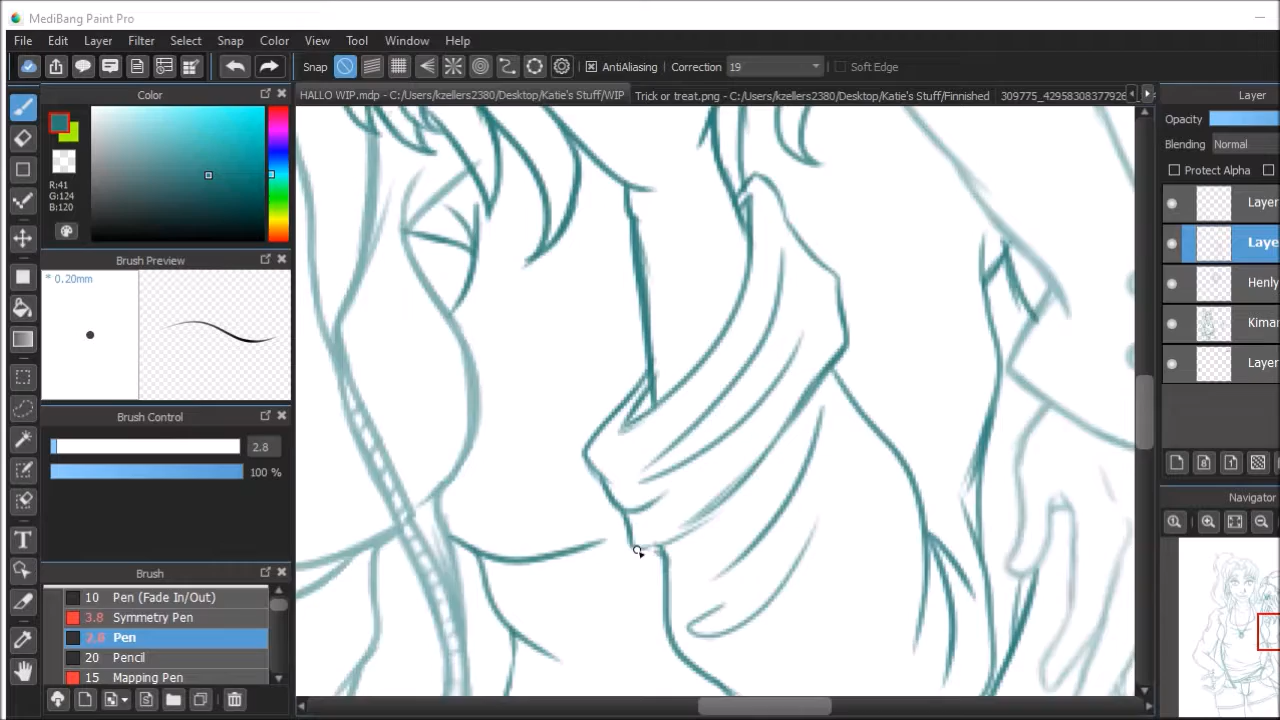 MediBang Paint Pro
File Edit Layer Filter Select Snap Color View Tool Window Help
Snap AntiAliasing Correction 19 Soft Edge
Color
HALLO WIP.mdp - C:/Users/kzellers2380/Desktop/Katie's Stuff/WIP Trick or treat.png - C:/Users/kzellers2380/Desktop/Katie's Stuff/Finnished 309775_42958308377926
Layer
Opacity
Blending Normal
Protect Alpha
R:41
G:124
B:120
Layer
Laye
Henly
Kimar
Layer
Brush Preview
* 0.20mm
Brush Control
2.8
100 %
Navigator
Brush
10 Pen (Fade In/Out)
3.8 Symmetry Pen
2.8 Pen
20 Pencil
15 Mapping Pen